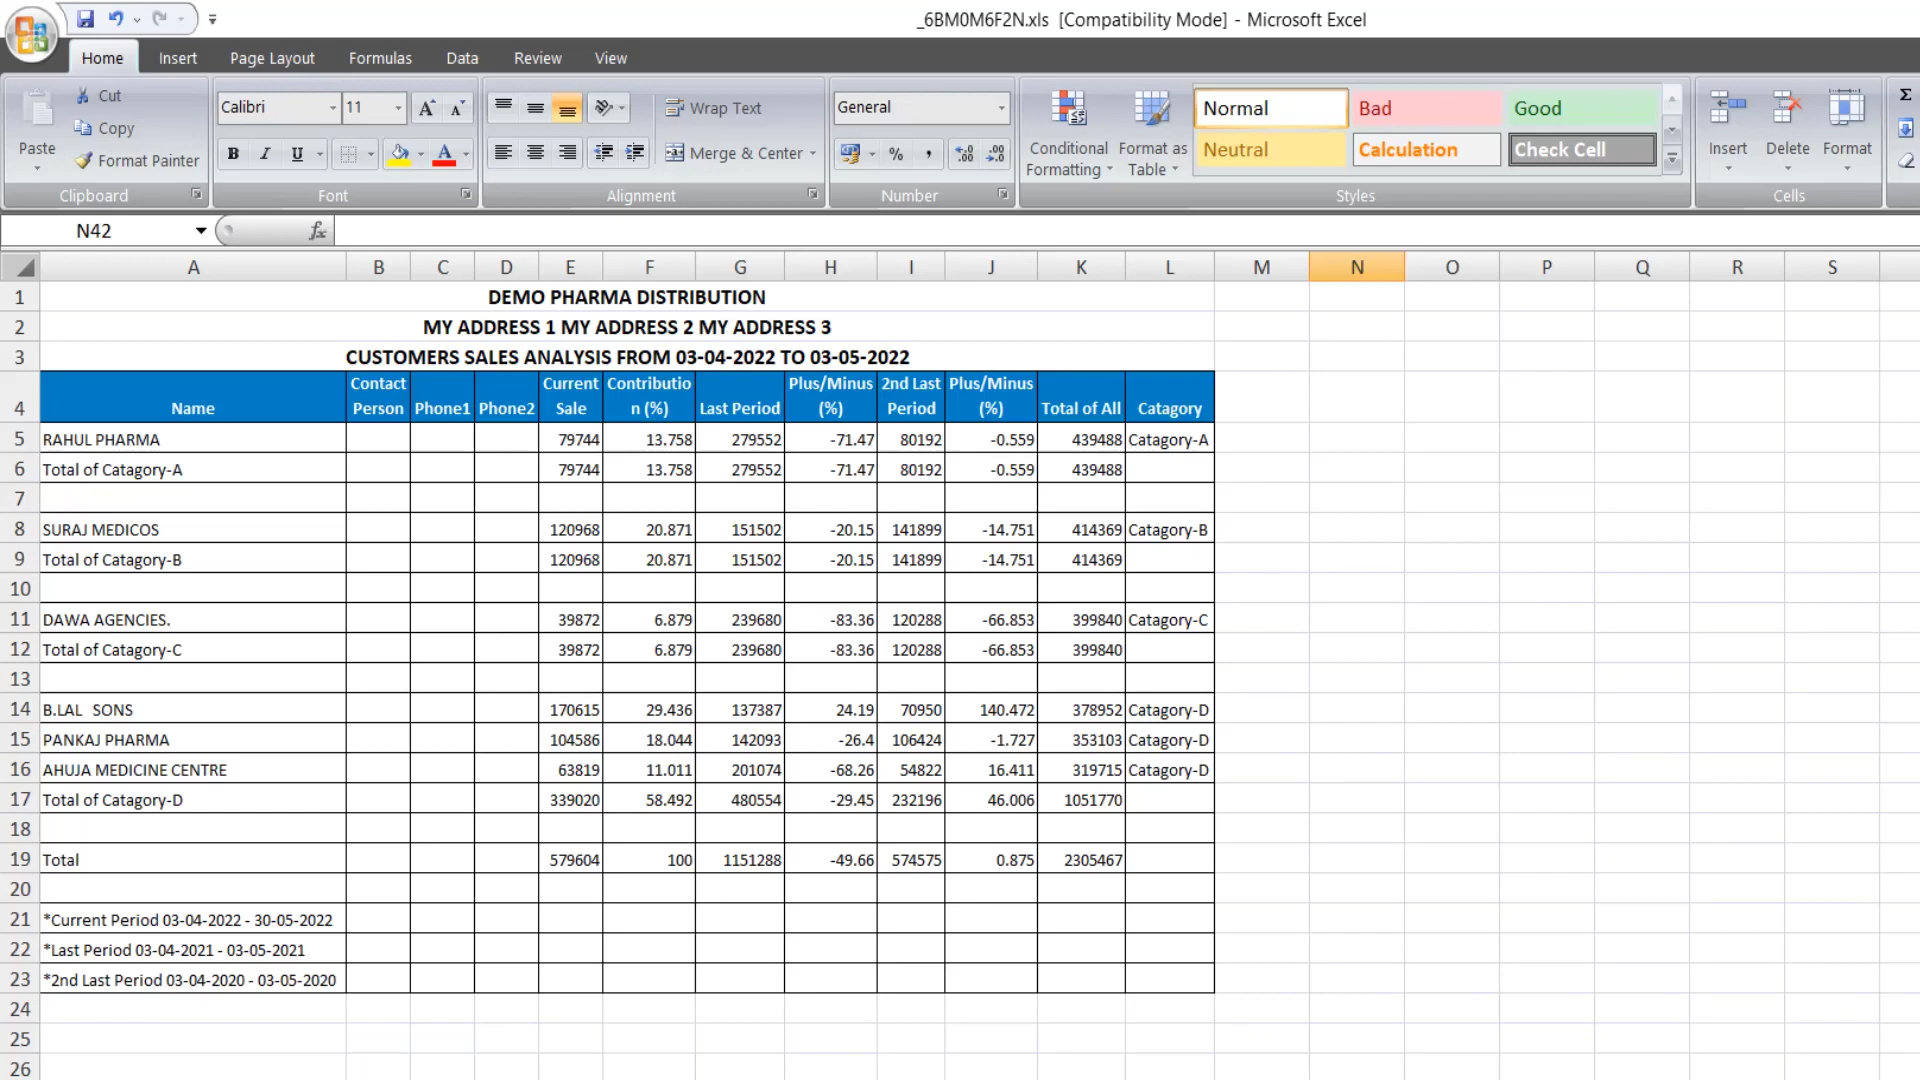 _6BM0M6F2N.xls [Compatibility Mode] - Microsoft Excel
Home Insert Page Layout Formulas Data Review View
Paste Cut Copy Format Painter
Calibri 11
B I U
Wrap Text
Merge & Center
General
%
,
Conditional Formatting Format as Table
Normal Bad Good
Neutral Calculation Check Cell
Insert Delete Format
Σ
Clipboard Font Alignment Number Styles Cells
N42 fx
A B C D E F G H I J K L M N O P Q R S
1 DEMO PHARMA DISTRIBUTION
2 MY ADDRESS 1 MY ADDRESS 2 MY ADDRESS 3
3 CUSTOMERS SALES ANALYSIS FROM 03-04-2022 TO 03-05-2022
Contact Current Contributio Plus/Minus 2nd Last Plus/Minus
4 Name Person Phone1 Phone2 Sale n (%) Last Period (%) Period (%) Total of All Catagory
5 RAHUL PHARMA 79744 13.758 279552 -71.47 80192 -0.559 439488 Catagory-A
6 Total of Catagory-A 79744 13.758 279552 -71.47 80192 -0.559 439488
7
8 SURAJ MEDICOS 120968 20.871 151502 -20.15 141899 -14.751 414369 Catagory-B
9 Total of Catagory-B 120968 20.871 151502 -20.15 141899 -14.751 414369
10
11 DAWA AGENCIES. 39872 6.879 239680 -83.36 120288 -66.853 399840 Catagory-C
12 Total of Catagory-C 39872 6.879 239680 -83.36 120288 -66.853 399840
13
14 B.LAL SONS 170615 29.436 137387 24.19 70950 140.472 378952 Catagory-D
15 PANKAJ PHARMA 104586 18.044 142093 -26.4 106424 -1.727 353103 Catagory-D
16 AHUJA MEDICINE CENTRE 63819 11.011 201074 -68.26 54822 16.411 319715 Catagory-D
17 Total of Catagory-D 339020 58.492 480554 -29.45 232196 46.006 1051770
18
19 Total 579604 100 1151288 -49.66 574575 0.875 2305467
20
21 *Current Period 03-04-2022 - 30-05-2022
22 *Last Period 03-04-2021 - 03-05-2021
23 *2nd Last Period 03-04-2020 - 03-05-2020
24
25
26